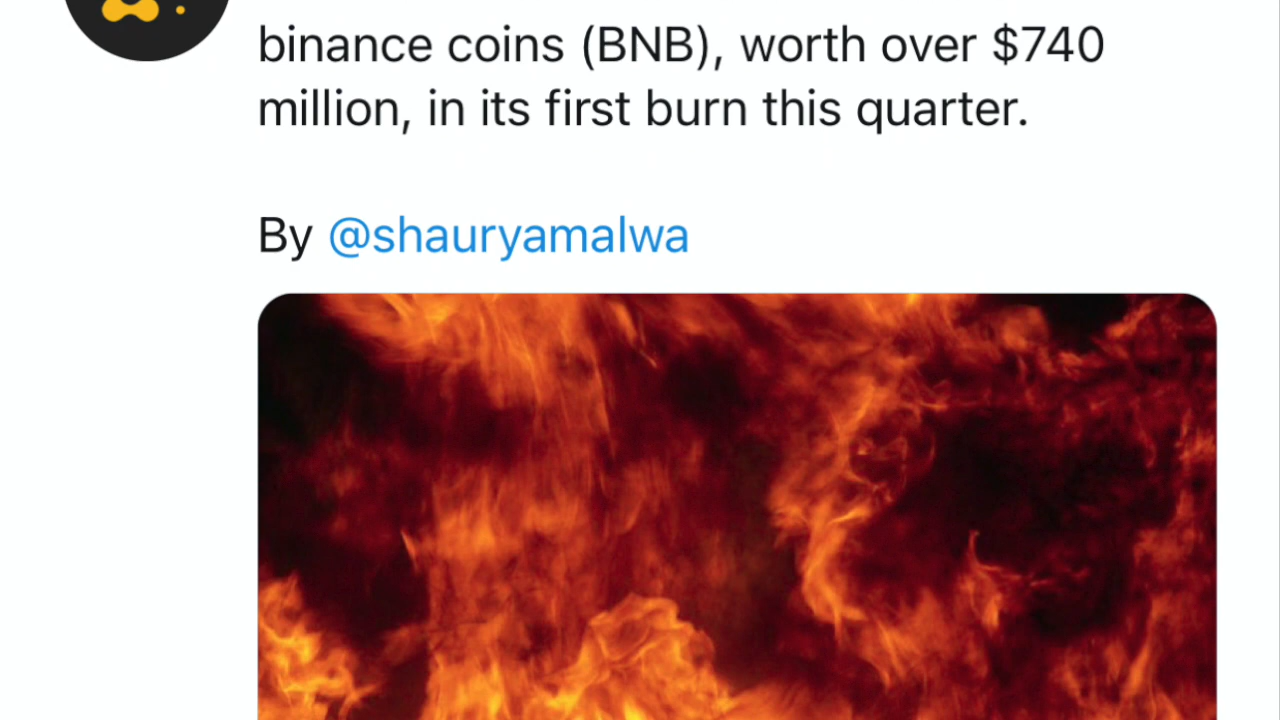 binance coins (BNB), worth over $740
million, in its first burn this quarter.
By @shauryamalwa